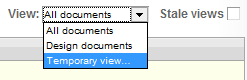 View: All documents Stale views
All documents
Design documents
Temporary view...